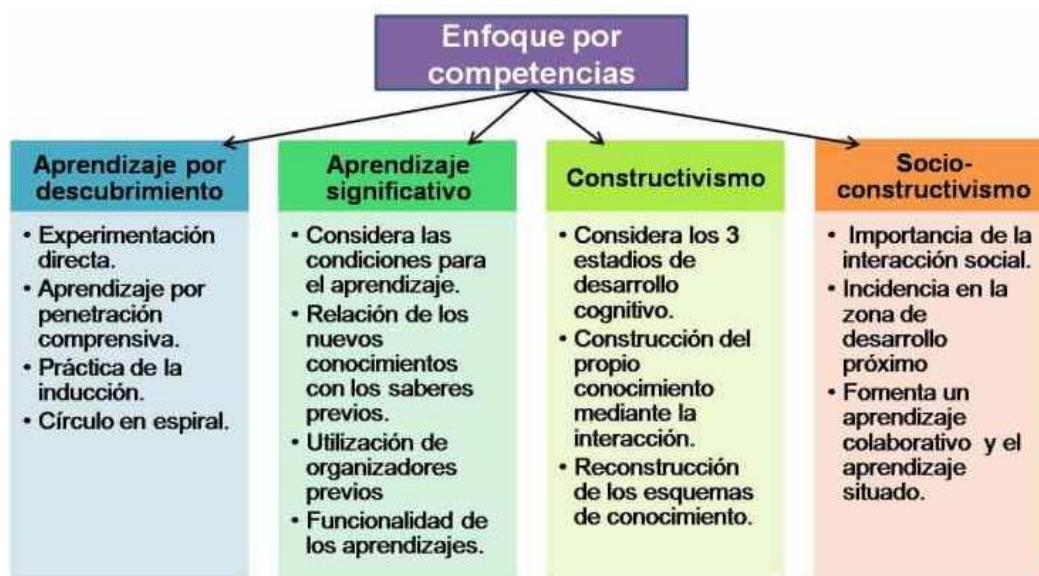 Enfoque por
competencias
Aprendizaje por
descubrimiento
• Experimentación
directa.
• Aprendizaje por
penetración
comprensiva.
• Práctica de la
inducción.
• Círculo en espiral.
Aprendizaje
significativo
• Considera las
condiciones para
el aprendizaje.
• Relación de los
nuevos
conocimientos
con los saberes
previos.
• Utilización de
organizadores
previos
• Funcionalidad de
los aprendizajes.
Constructivismo
• Considera los 3
estadios de
desarrollo
cognitivo.
• Construcción del
propio
conocimiento
mediante la
interacción.
• Reconstrucción
de los esquemas
de conocimiento.
Socio-
constructivismo
• Importancia de la
interacción social.
• Incidencia en la
zona de
desarrollo
próximo
• Fomenta un
aprendizaje
colaborativo y el
aprendizaje
situado.